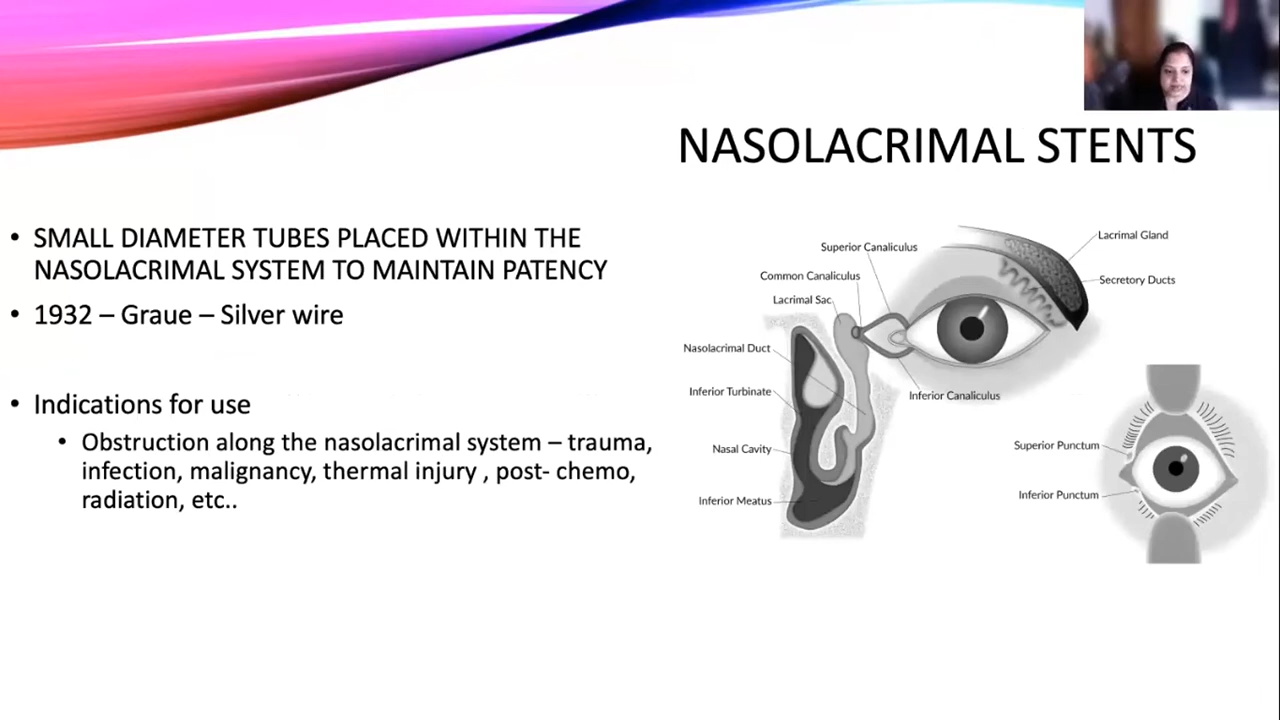 NASOLACRIMAL STENTS
• SMALL DIAMETER TUBES PLACED WITHIN THE
NASOLACRIMAL SYSTEM TO MAINTAIN PATENCY
• 1932 – Graue – Silver wire
• Indications for use
• Obstruction along the nasolacrimal system – trauma,
infection, malignancy, thermal injury , post- chemo,
radiation, etc..
Lacrimal Gland
Superior Canaliculus
Common Canaliculus
Secretory Ducts
Lacrimal Sac
Nasolacrimal Duct
Inferior Turbinate
Inferior Canaliculus
Nasal Cavity
Superior Punctum
Inferior Punctum
Inferior Meatus